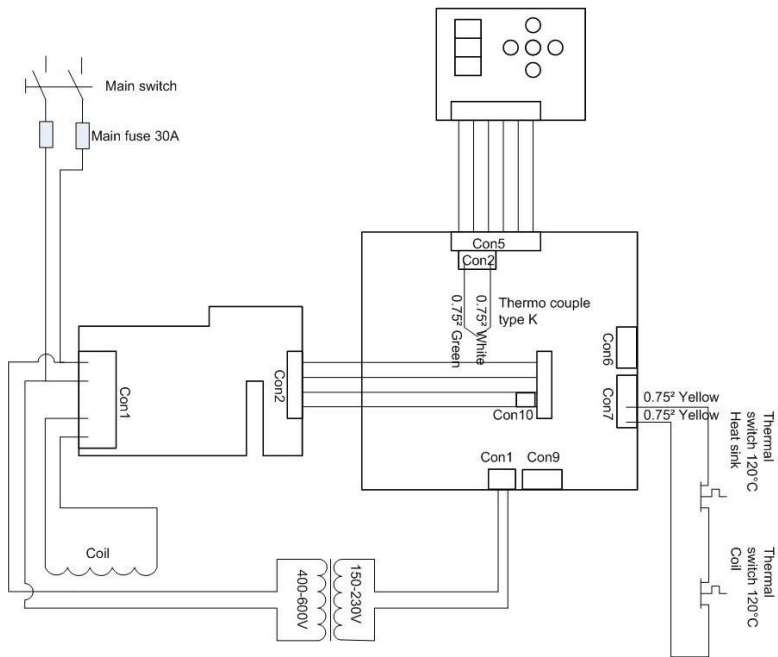 Main switch
Main fuse 30A
Con5
Con2
0.75² Green
0.75² White
Thermo couple
type K
Con6
Con7
0.75² Yellow
0.75² Yellow
Thermal
switch 120°C
Heat sink
Con1
Con2
Con10
Con1
Con9
Coil
400-600V
150-230V
Thermal
switch 120°C
Coil